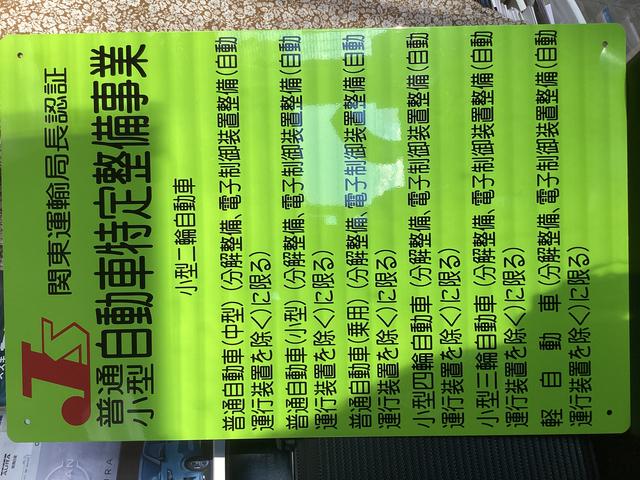 JS
関東運輸局長認証
普通
小型
自動車特定整備事業
小型二輪自動車
普通自動車(中型)(分解整備、電子制御装置整備(自動
運行装置を除く)に限る)
普通自動車(小型)(分解整備、電子制御装置整備(自動
運行装置を除く)に限る)
普通自動車(乗用)(分解整備、電子制御装置整備(自動
運行装置を除く)に限る)
小型四輪自動車(分解整備、電子制御装置整備(自動
運行装置を除く)に限る)
小型三輪自動車(分解整備、電子制御装置整備(自動
運行装置を除く)に限る)
軽自動車(分解整備、電子制御装置整備(自動
運行装置を除く)に限る)